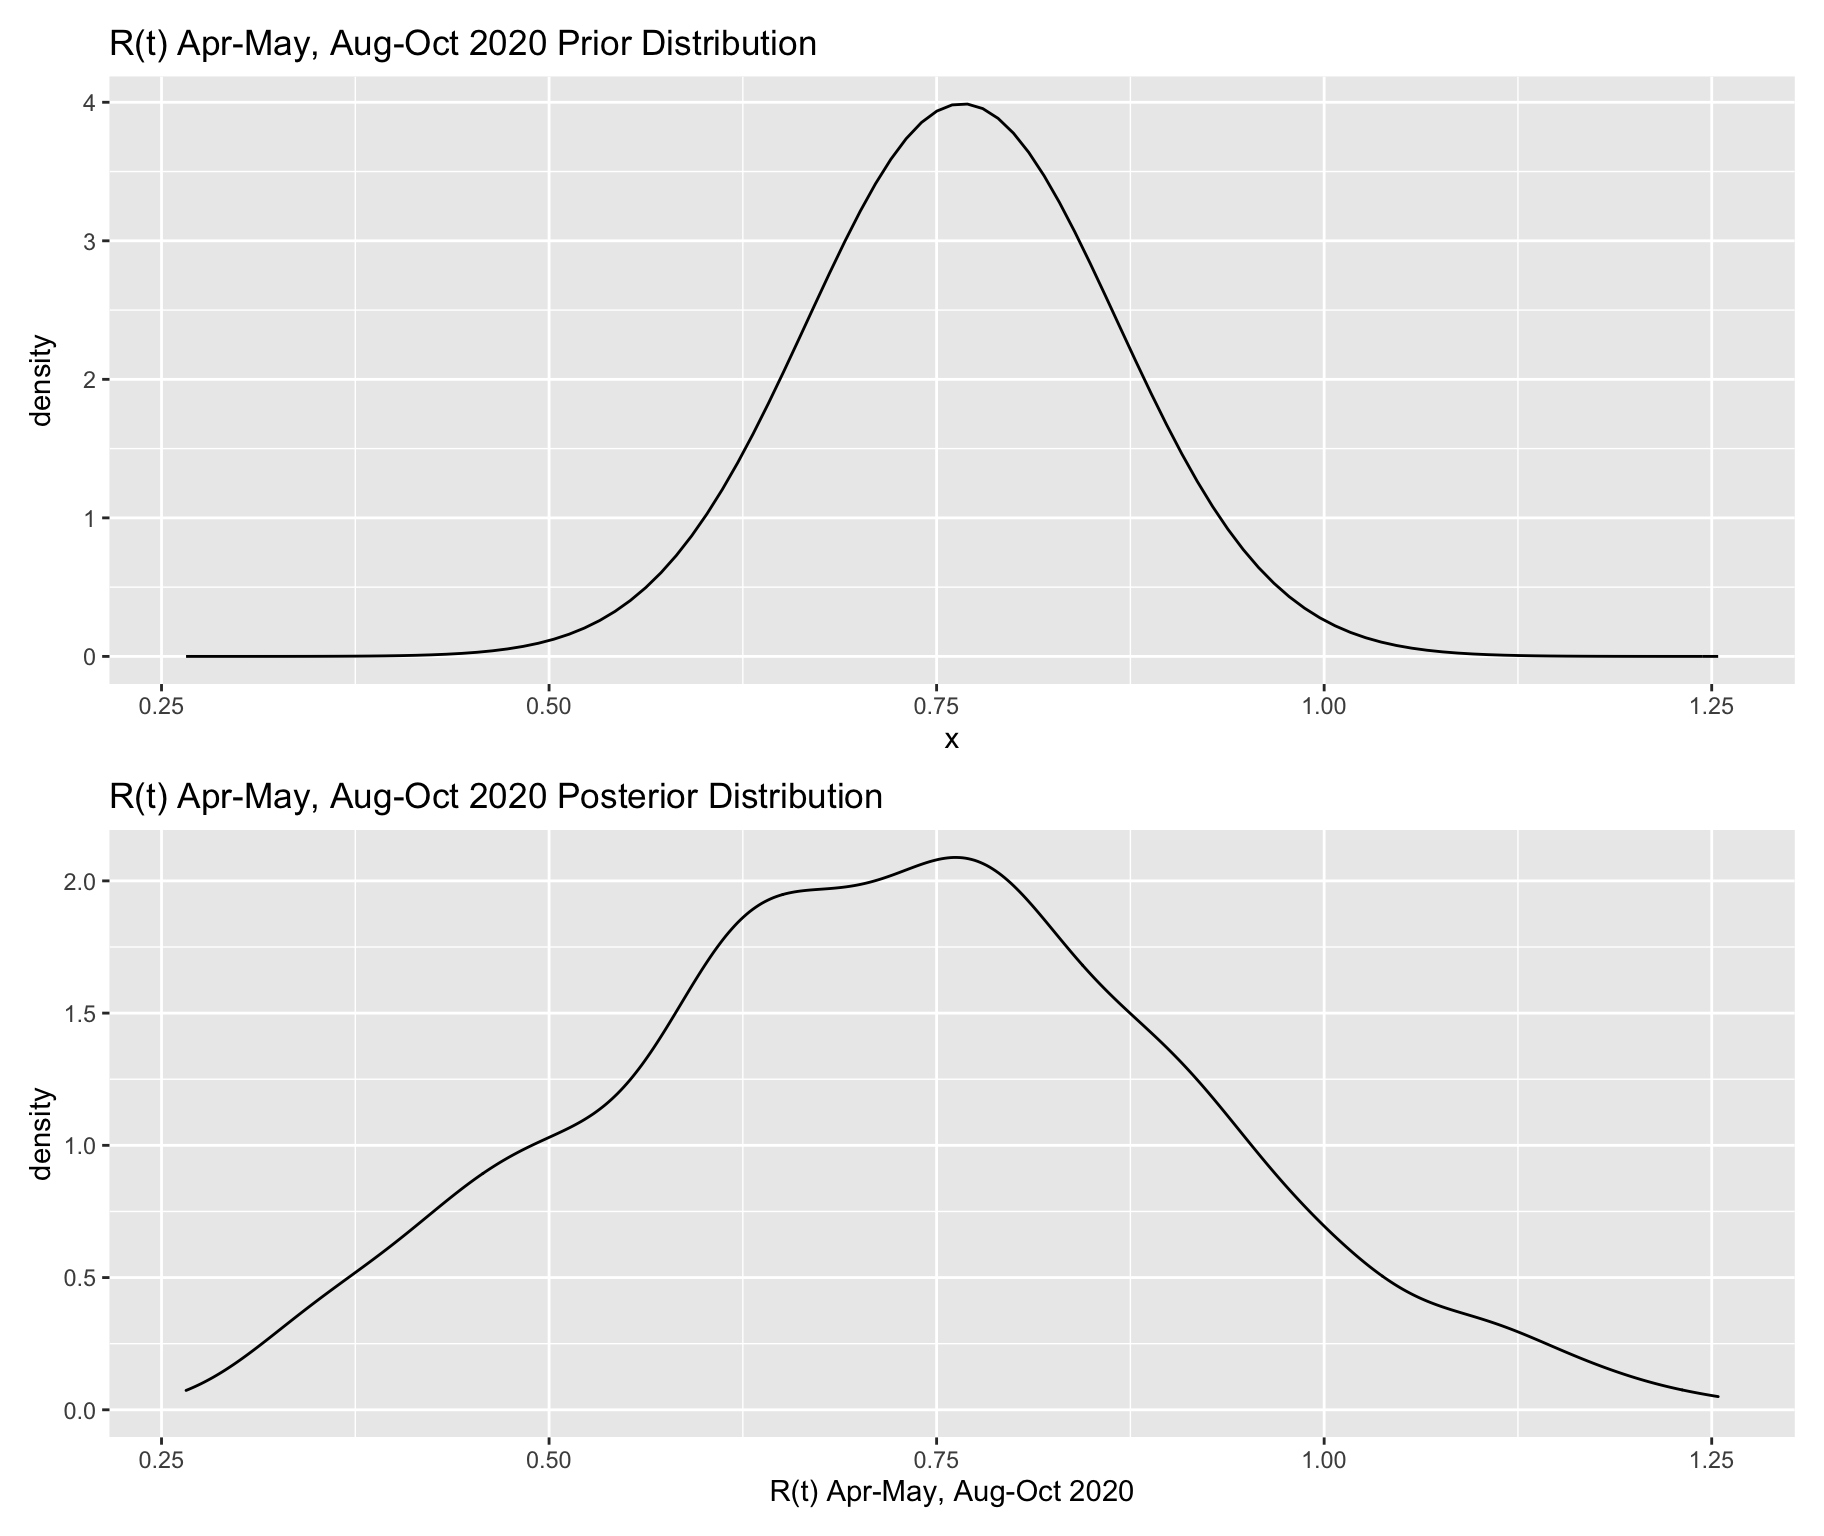 R(t) Apr-May, Aug-Oct 2020 Prior Distribution
4
3
2
1
0
density
0.25 0.50 0.75 1.00 1.25
x
R(t) Apr-May, Aug-Oct 2020 Posterior Distribution
2.0
1.5
1.0
0.5
0.0
density
0.25 0.50 0.75 1.00 1.25
R(t) Apr-May, Aug-Oct 2020